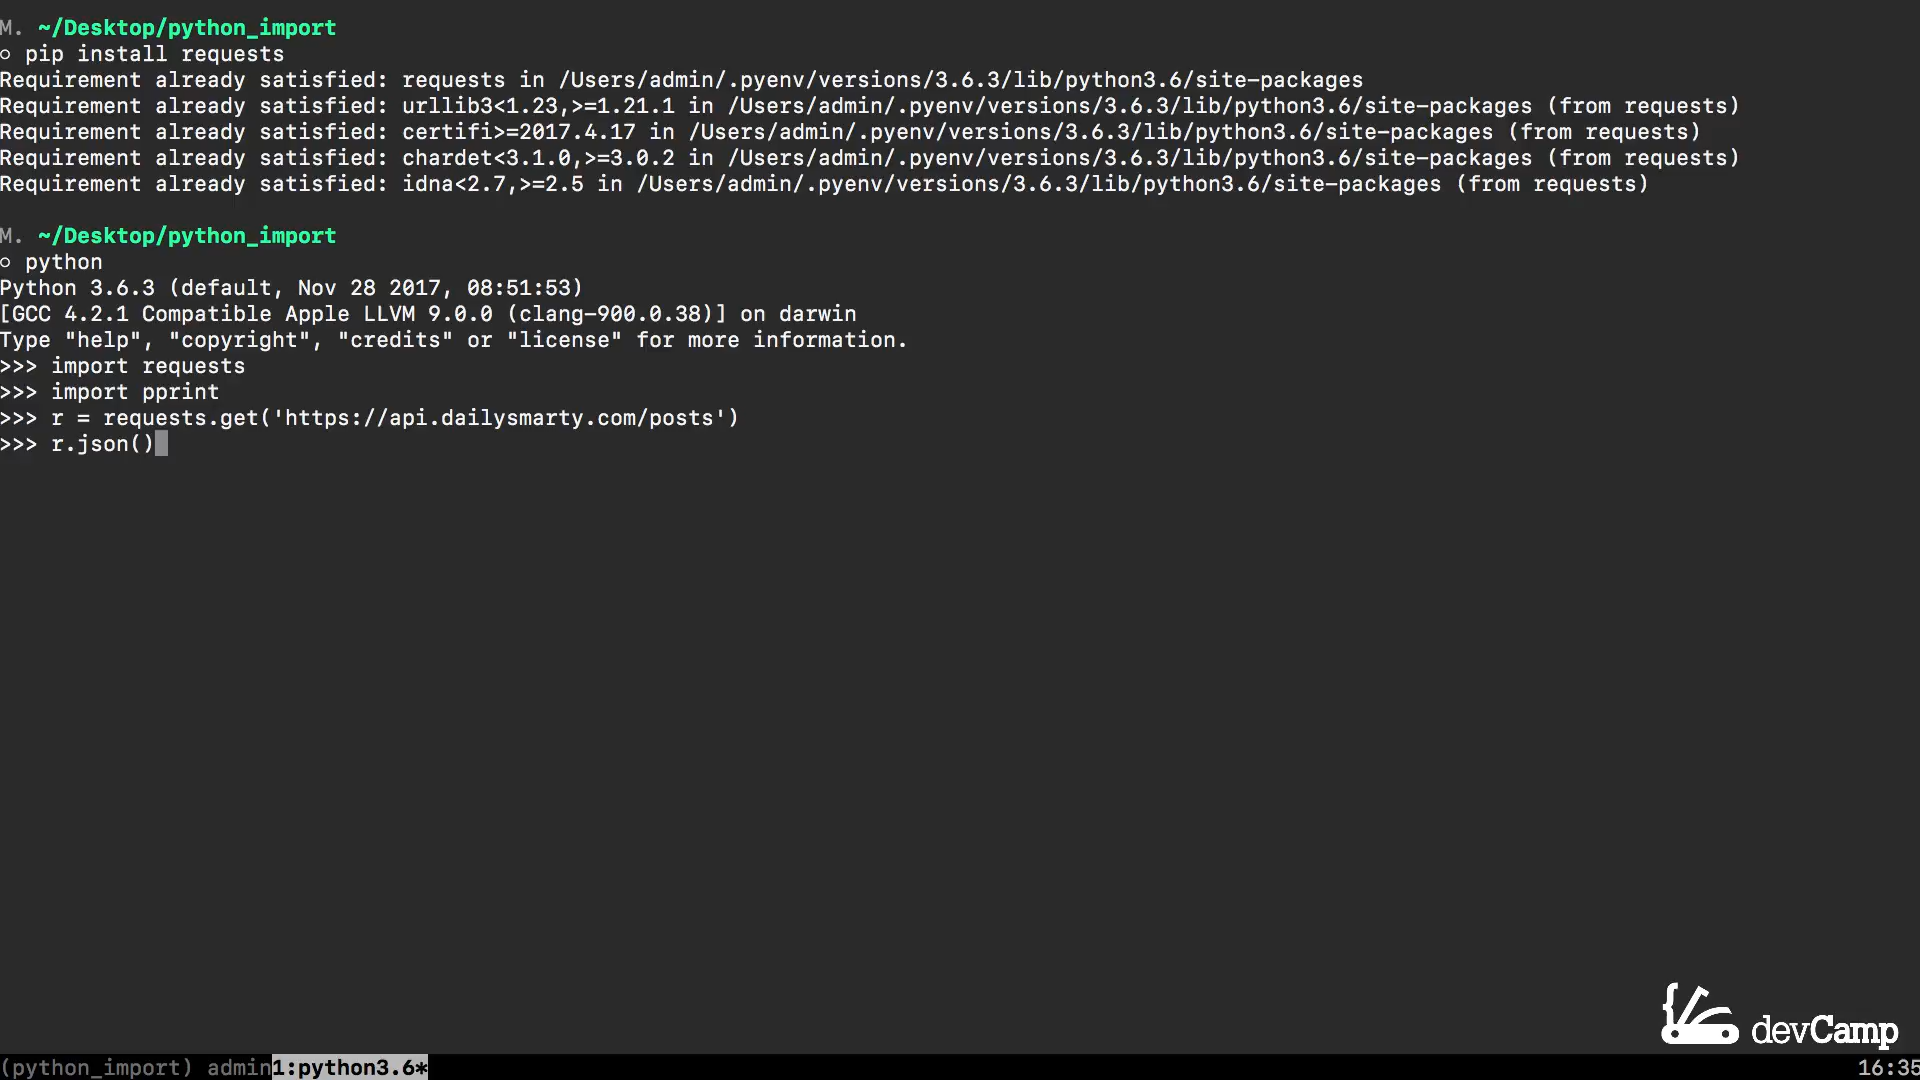 M. ~/Desktop/python_import
○ pip install requests
Requirement already satisfied: requests in /Users/admin/.pyenv/versions/3.6.3/lib/python3.6/site-packages
Requirement already satisfied: urllib3<1.23,>=1.21.1 in /Users/admin/.pyenv/versions/3.6.3/lib/python3.6/site-packages (from requests)
Requirement already satisfied: certifi>=2017.4.17 in /Users/admin/.pyenv/versions/3.6.3/lib/python3.6/site-packages (from requests)
Requirement already satisfied: chardet<3.1.0,>=3.0.2 in /Users/admin/.pyenv/versions/3.6.3/lib/python3.6/site-packages (from requests)
Requirement already satisfied: idna<2.7,>=2.5 in /Users/admin/.pyenv/versions/3.6.3/lib/python3.6/site-packages (from requests)
M. ~/Desktop/python_import
○ python
Python 3.6.3 (default, Nov 28 2017, 08:51:53)
[GCC 4.2.1 Compatible Apple LLVM 9.0.0 (clang-900.0.38)] on darwin
Type "help", "copyright", "credits" or "license" for more information.
>>> import requests
>>> import pprint
>>> r = requests.get('https://api.dailysmarty.com/posts')
>>> r.json()
devCamp
(python_import) admin1:python3.6* 16:35